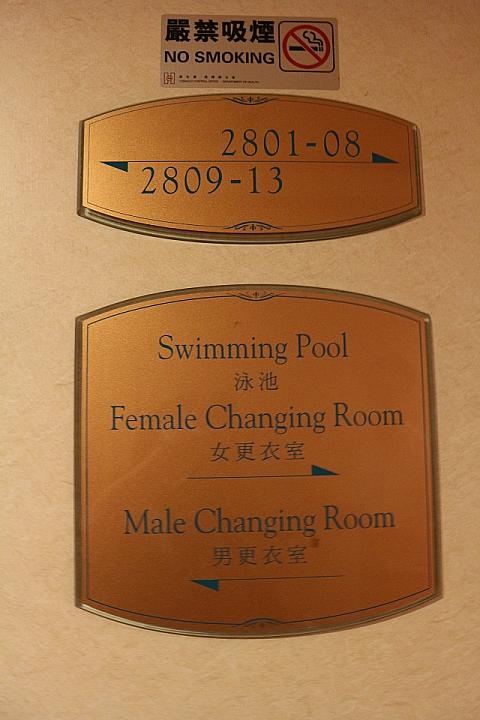 嚴禁吸煙
NO SMOKING
2801-08
2809-13
Swimming Pool
泳池
Female Changing Room
女更衣室
Male Changing Room
男更衣室